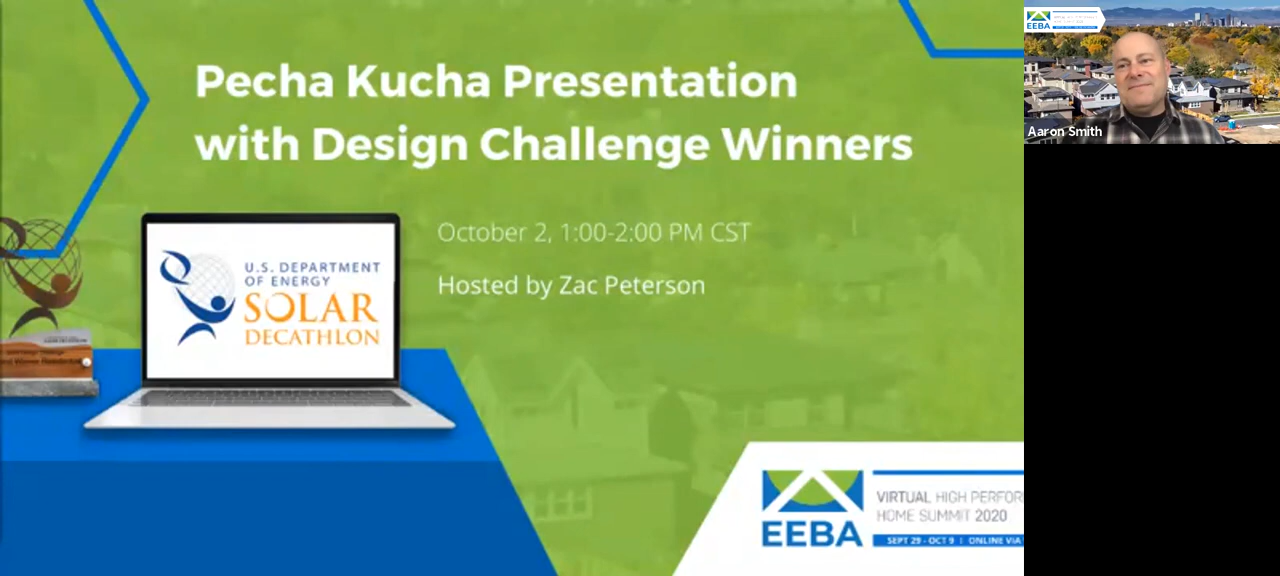 Pecha Kucha Presentation
with Design Challenge Winners
October 2, 1:00-2:00 PM CST
Hosted by Zac Peterson
U.S. DEPARTMENT
OF ENERGY
SOLAR
DECATHLON
EEBA
VIRTUAL HIGH PERFOR
HOME SUMMIT 2020
SEPT 29 - OCT 9 | ONLINE VIA
EEBA
Aaron Smith